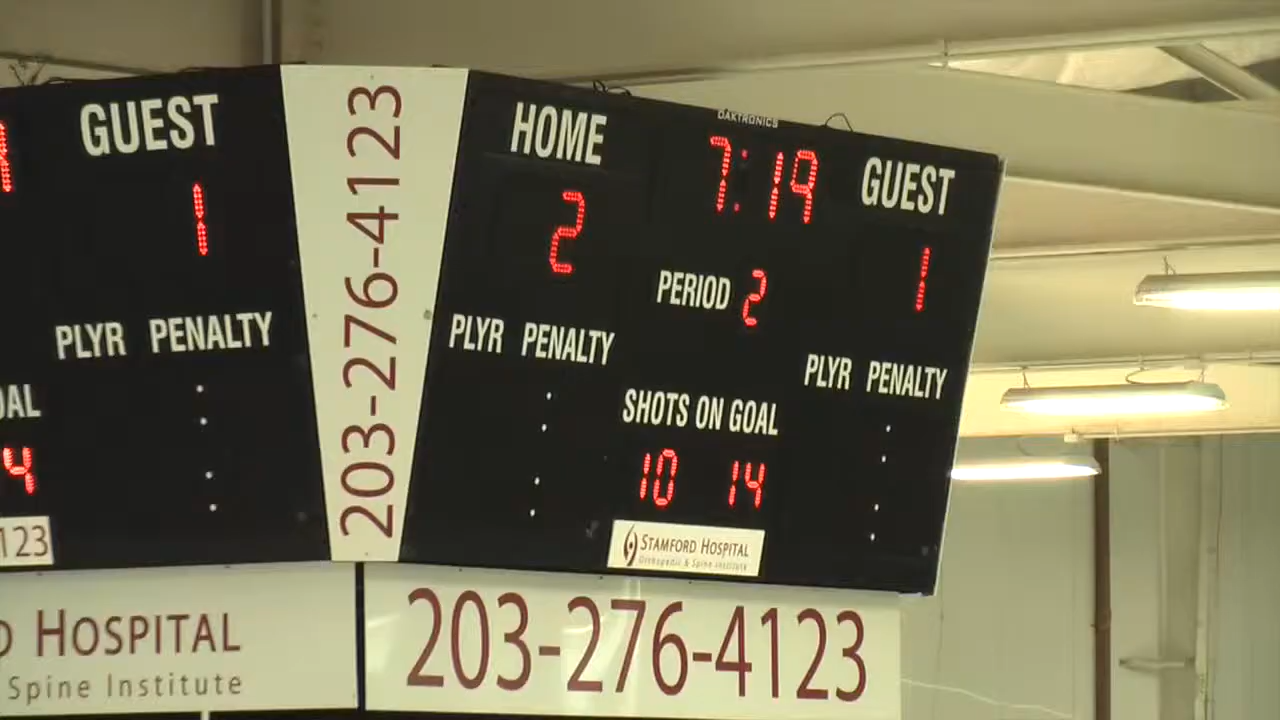 GUEST
1
PLYR PENALTY
OAL
4
123
HOSPITAL
Spine Institute
203-276-4123
DAKTRONICS
HOME 7:19 GUEST
2 1
PERIOD 2
PLYR PENALTY
PLYR PENALTY
SHOTS ON GOAL
10 14
STAMFORD HOSPITAL
Orthopedic & Spine Institute
203-276-4123